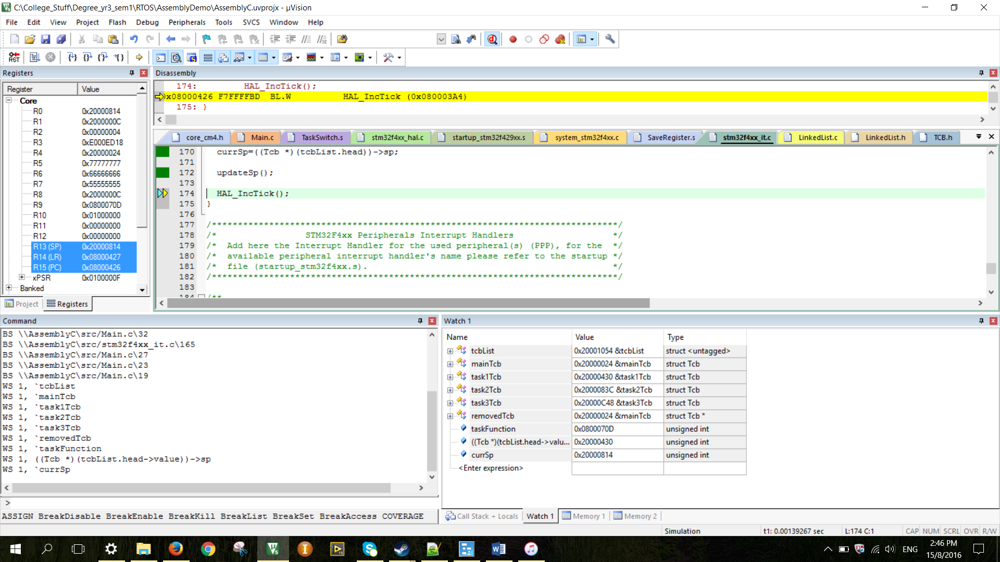 C:\College_Stuff\Degree_yr3_sem1\RTOS\AssemblyDemo\AssemblyC.uvprojx - µVision
File Edit View Project Flash Debug Peripherals Tools SVCS Window Help
Registers
Register Value
Core
R0 0x20000814
R1 0x2000000C
R2 0x00000004
R3 0xE000ED18
R4 0x20000024
R5 0x77777777
R6 0x66666666
R7 0x55555555
R8 0x2000000C
R9 0x0800070D
R10 0x01000000
R11 0x00000000
R12 0x00000000
R13 (SP) 0x20000814
R14 (LR) 0x08000427
R15 (PC) 0x08000426
xPSR 0x0100000F
Banked
Project Registers
Disassembly
174: HAL_IncTick();
0x08000426 F7FFFFBD BL.W HAL_IncTick (0x080003A4)
175: }
core_cm4.h Main.c TaskSwitch.s stm32f4xx_hal.c startup_stm32f429xx.s system_stm32f4xx.c SaveRegister.s stm32f4xx_it.c LinkedList.c LinkedList.h TCB.h
170 currSp=((Tcb *)(tcbList.head))->sp;
171
172 updateSp();
173
174 HAL_IncTick();
175 }
176
177 /******************************************************************************/
178 /* STM32F4xx Peripherals Interrupt Handlers */
179 /* Add here the Interrupt Handler for the used peripheral(s) (PPP), for the */
180 /* available peripheral interrupt handler's name please refer to the startup */
181 /* file (startup_stm32f4xx.s). */
182 /******************************************************************************/
183
184 /**
Command
BS \\AssemblyC\src/Main.c\32
BS \\AssemblyC\src/stm32f4xx_it.c\165
BS \\AssemblyC\src/Main.c\27
BS \\AssemblyC\src/Main.c\23
BS \\AssemblyC\src/Main.c\19
WS 1, `tcbList
WS 1, `mainTcb
WS 1, `task1Tcb
WS 1, `task2Tcb
WS 1, `task3Tcb
WS 1, `removedTcb
WS 1, `taskFunction
WS 1, ((Tcb *)(tcbList.head->value))->sp
WS 1, `currSp
>
ASSIGN BreakDisable BreakEnable BreakKill BreakList BreakSet BreakAccess COVERAGE
Watch 1
Name Value Type
tcbList 0x20001054 &tcbList struct <untagged>
mainTcb 0x20000024 &mainTcb struct Tcb
task1Tcb 0x20000430 &task1Tcb struct Tcb
task2Tcb 0x2000083C &task2Tcb struct Tcb
task3Tcb 0x20000C48 &task3Tcb struct Tcb
removedTcb 0x20000024 &mainTcb struct Tcb *
taskFunction 0x0800070D unsigned int
((Tcb *)(tcbList.head->valu... 0x20000430 unsigned int
currSp 0x20000814 unsigned int
<Enter expression>
Call Stack + Locals Watch 1 Memory 1 Memory 2
Simulation t1: 0.00139267 sec L:174 C:1 CAP NUM SCRL OVR R/W
ENG
2:46 PM
15/8/2016